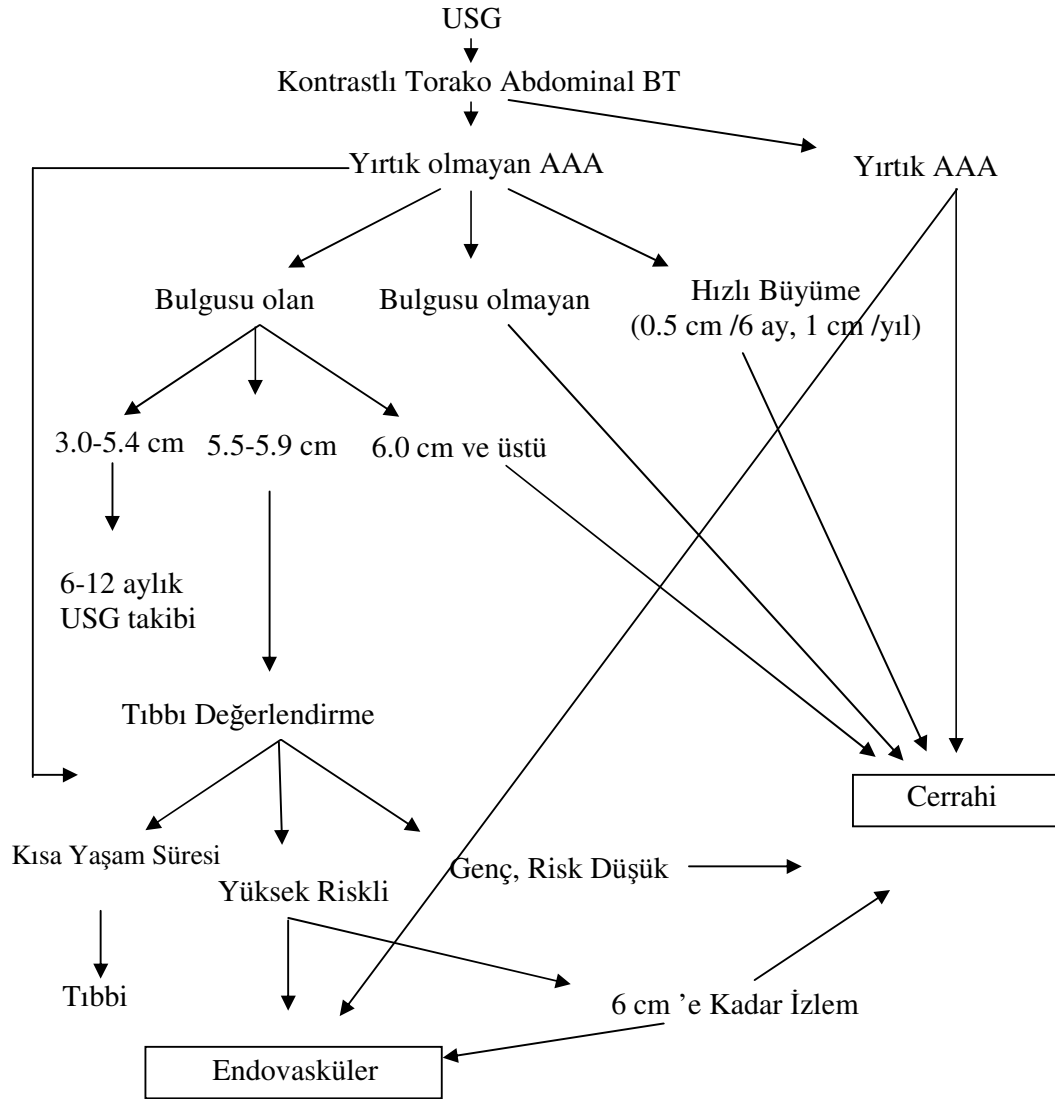 USG
Kontrastlı Torako Abdominal BT
Yırtık olmayan AAA
Yırtık AAA
Bulgusu olan
Bulgusu olmayan
Hızlı Büyüme
(0.5 cm /6 ay, 1 cm /yıl)
3.0-5.4 cm
5.5-5.9 cm
6.0 cm ve üstü
6-12 aylık
USG takibi
Tıbbı Değerlendirme
Cerrahi
Kısa Yaşam Süresi
Yüksek Riskli
Genç, Risk Düşük
Tıbbi
6 cm ’e Kadar İzlem
Endovasküler